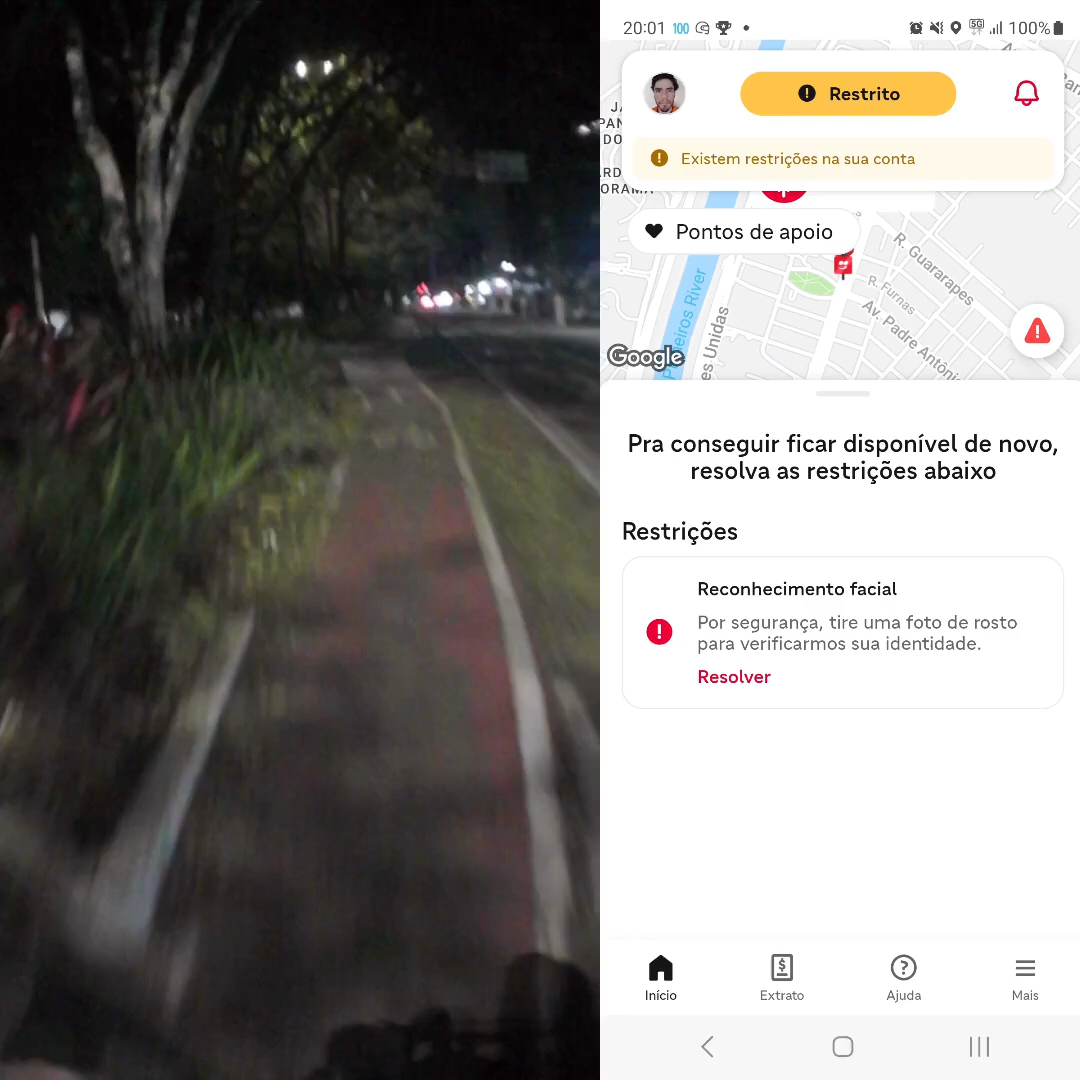 20:01
100
5G
100%
Restrito
Existem restrições na sua conta
Pontos de apoio
R. Guararapes
R. Furnas
Av. Padre Antônio
Google
Pra conseguir ficar disponível de novo,
resolva as restrições abaixo
Restrições
Reconhecimento facial
Por segurança, tire uma foto de rosto
para verificarmos sua identidade.
Resolver
Início
Extrato
Ajuda
Mais